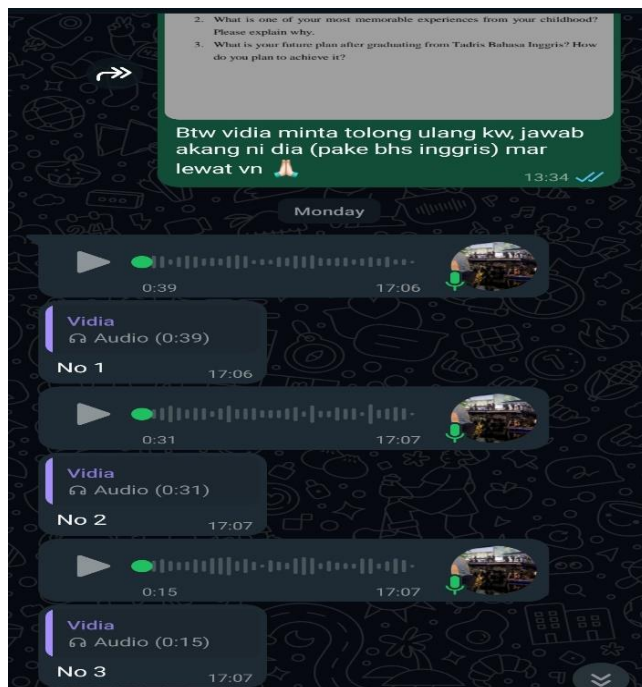 2. What is one of your most memorable experiences from your childhood?
Please explain why.
3. What is your future plan after graduating from Tadris Bahasa Inggris? How
do you plan to achieve it?
Btw vidia minta tolong ulang kw, jawab
akang ni dia (pake bhs inggris) mar
lewat vn 🙏🏻
13:34
Monday
0:39 17:06
Vidia
Audio (0:39)
No 1 17:06
0:31 17:07
Vidia
Audio (0:31)
No 2 17:07
0:15 17:07
Vidia
Audio (0:15)
No 3 17:07